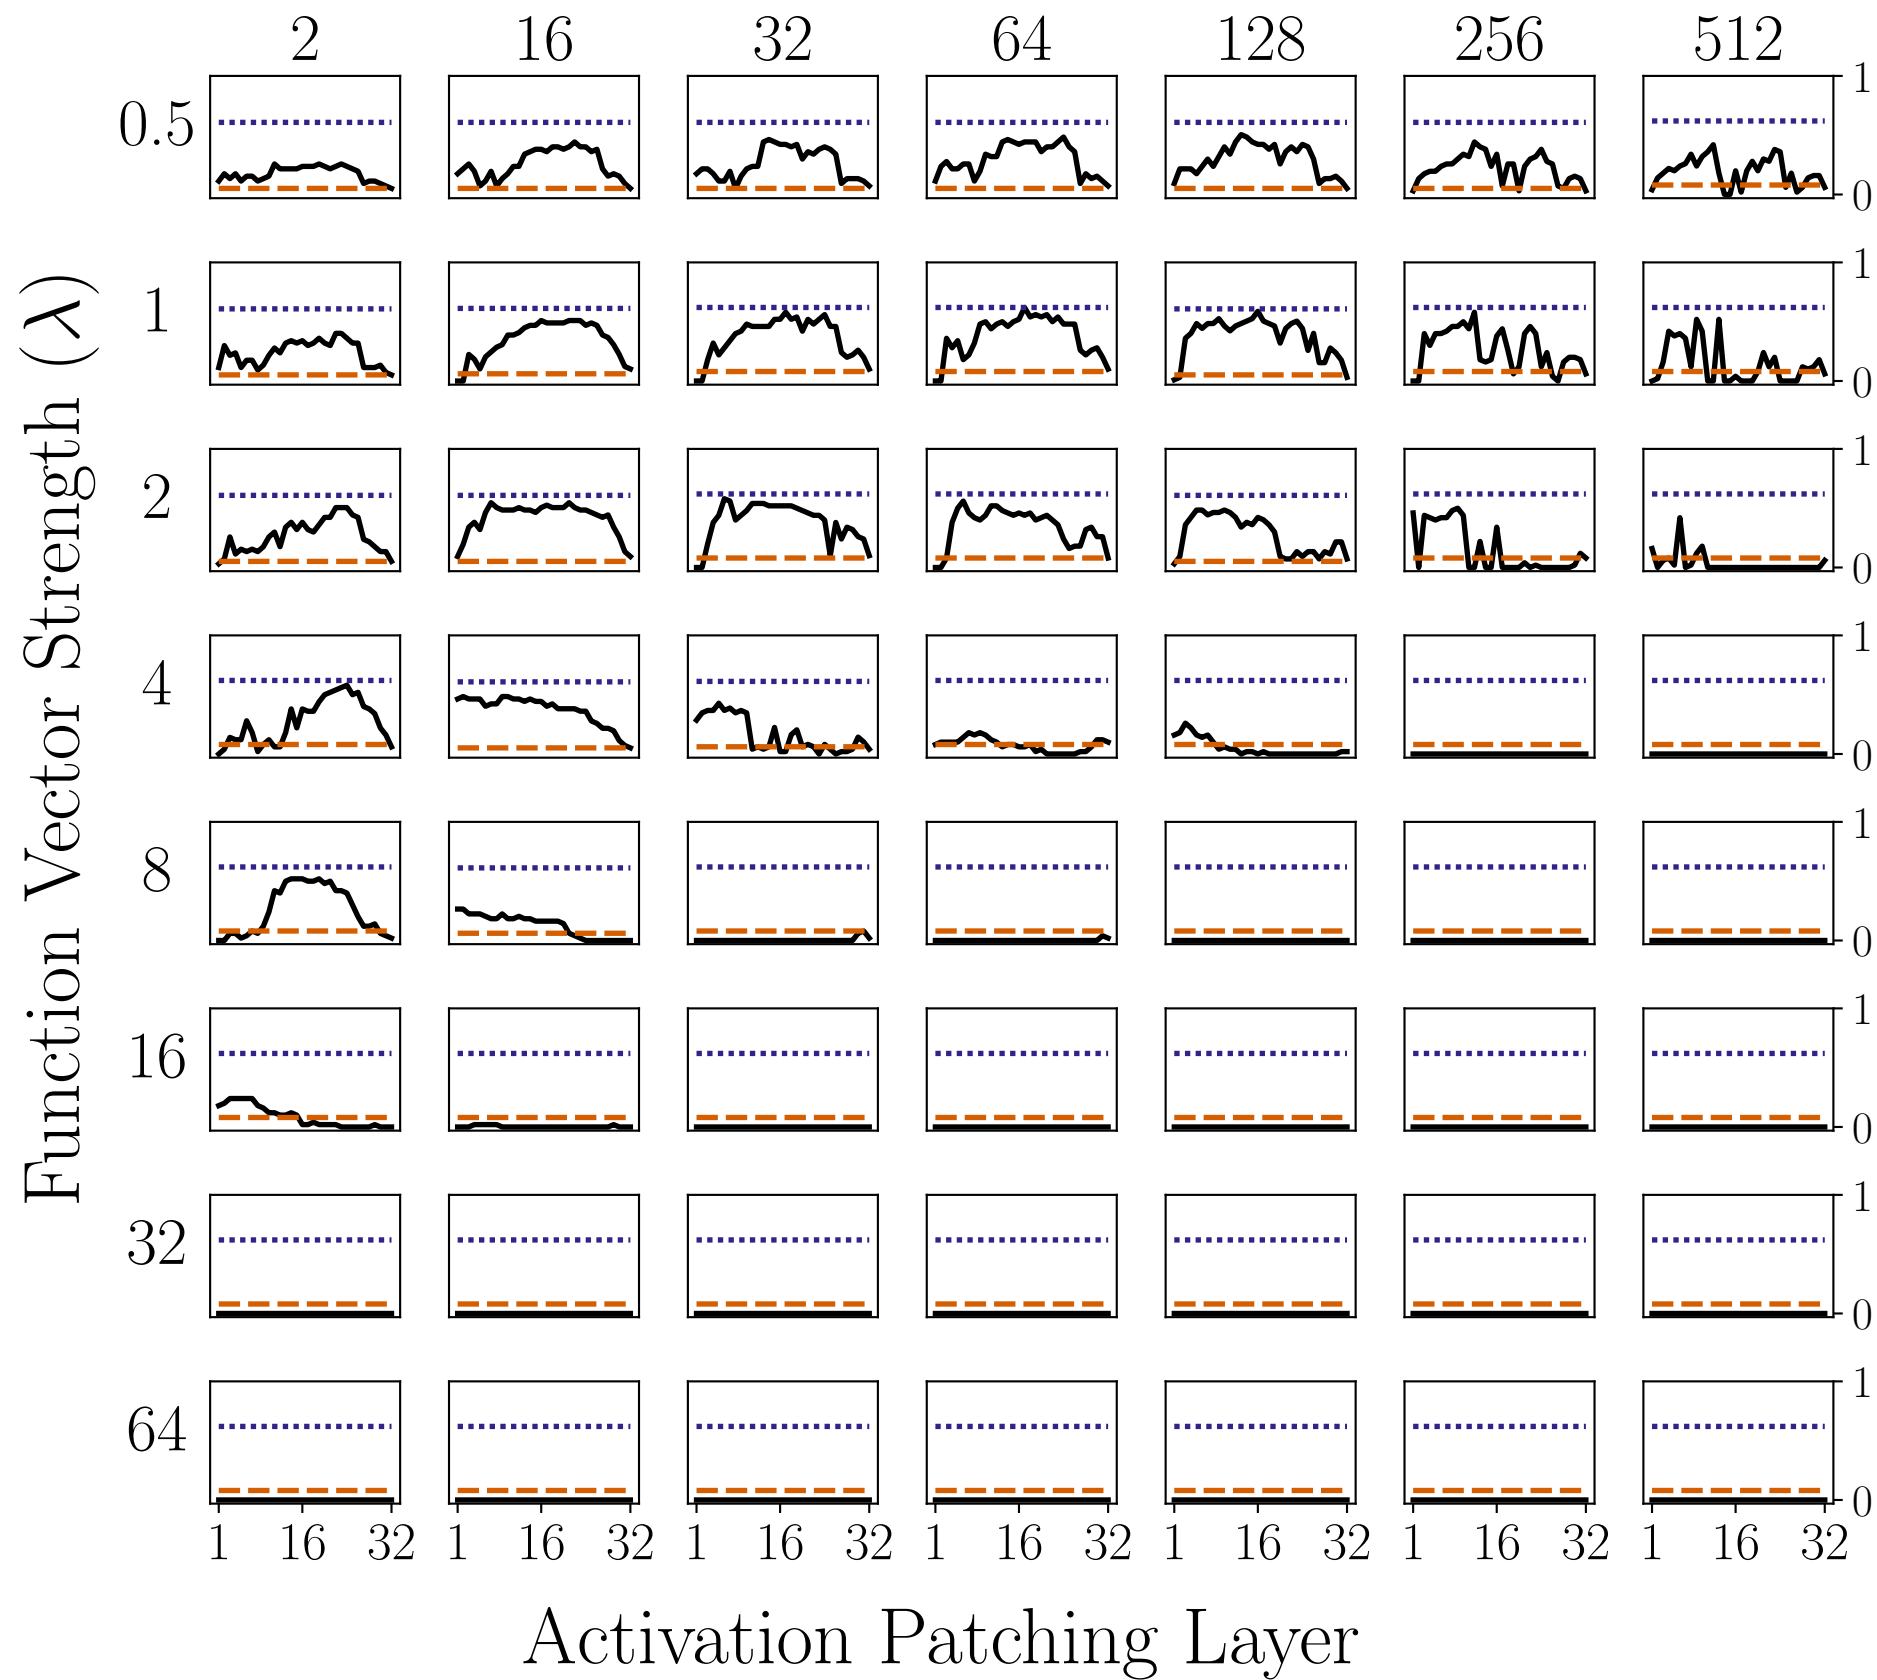 2 16 32 64 128 256 512
0.5 1 0
1 1 0
2 1 0
4 1 0
8 1 0
16 1 0
32 1 0
64 1 0
1 16 32 1 16 32 1 16 32 1 16 32 1 16 32 1 16 32 1 16 32
Function Vector Strength (λ)
Activation Patching Layer